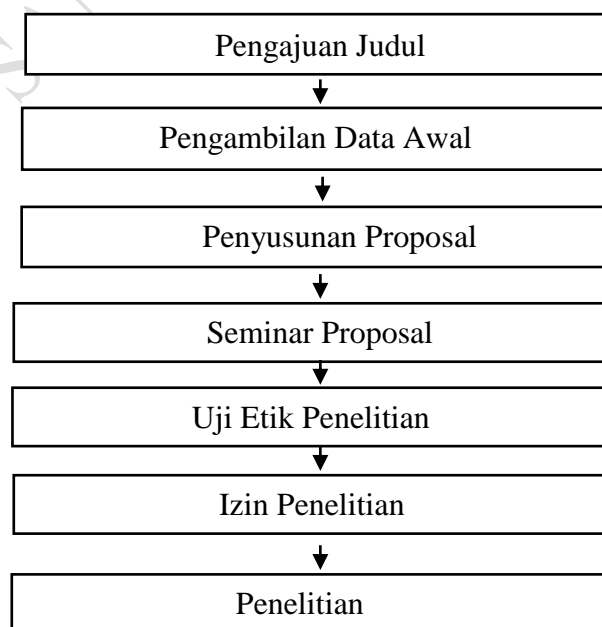 Pengajuan Judul
Pengambilan Data Awal
Penyusunan Proposal
Seminar Proposal
Uji Etik Penelitian
Izin Penelitian
Penelitian